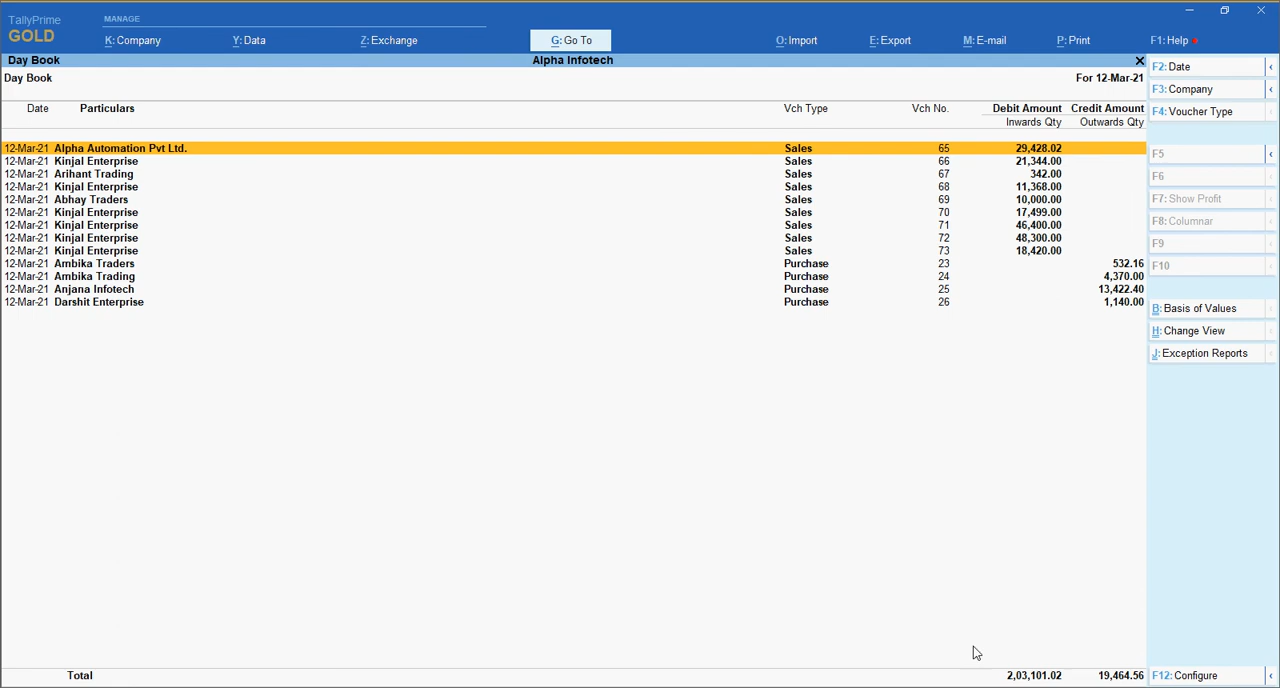 TallyPrime MANAGE
GOLD K: Company Y: Data Z: Exchange G: Go To O: Import E: Export M: E-mail P: Print F1: Help
Day Book Alpha Infotech
Day Book For 12-Mar-21
Date Particulars Vch Type Vch No. Debit Amount Credit Amount
Inwards Qty Outwards Qty
12-Mar-21 Alpha Automation Pvt Ltd. Sales 65 29,428.02
12-Mar-21 Kinjal Enterprise Sales 66 21,344.00
12-Mar-21 Arihant Trading Sales 67 342.00
12-Mar-21 Kinjal Enterprise Sales 68 11,368.00
12-Mar-21 Abhay Traders Sales 69 10,000.00
12-Mar-21 Kinjal Enterprise Sales 70 17,499.00
12-Mar-21 Kinjal Enterprise Sales 71 46,400.00
12-Mar-21 Kinjal Enterprise Sales 72 48,300.00
12-Mar-21 Kinjal Enterprise Sales 73 18,420.00
12-Mar-21 Ambika Traders Purchase 23 532.16
12-Mar-21 Ambika Trading Purchase 24 4,370.00
12-Mar-21 Anjana Infotech Purchase 25 13,422.40
12-Mar-21 Darshit Enterprise Purchase 26 1,140.00
Total 2,03,101.02 19,464.56
F2: Date
F3: Company
F4: Voucher Type
F5
F6
F7: Show Profit
F8: Columnar
F9
F10
B: Basis of Values
H: Change View
J: Exception Reports
F12: Configure